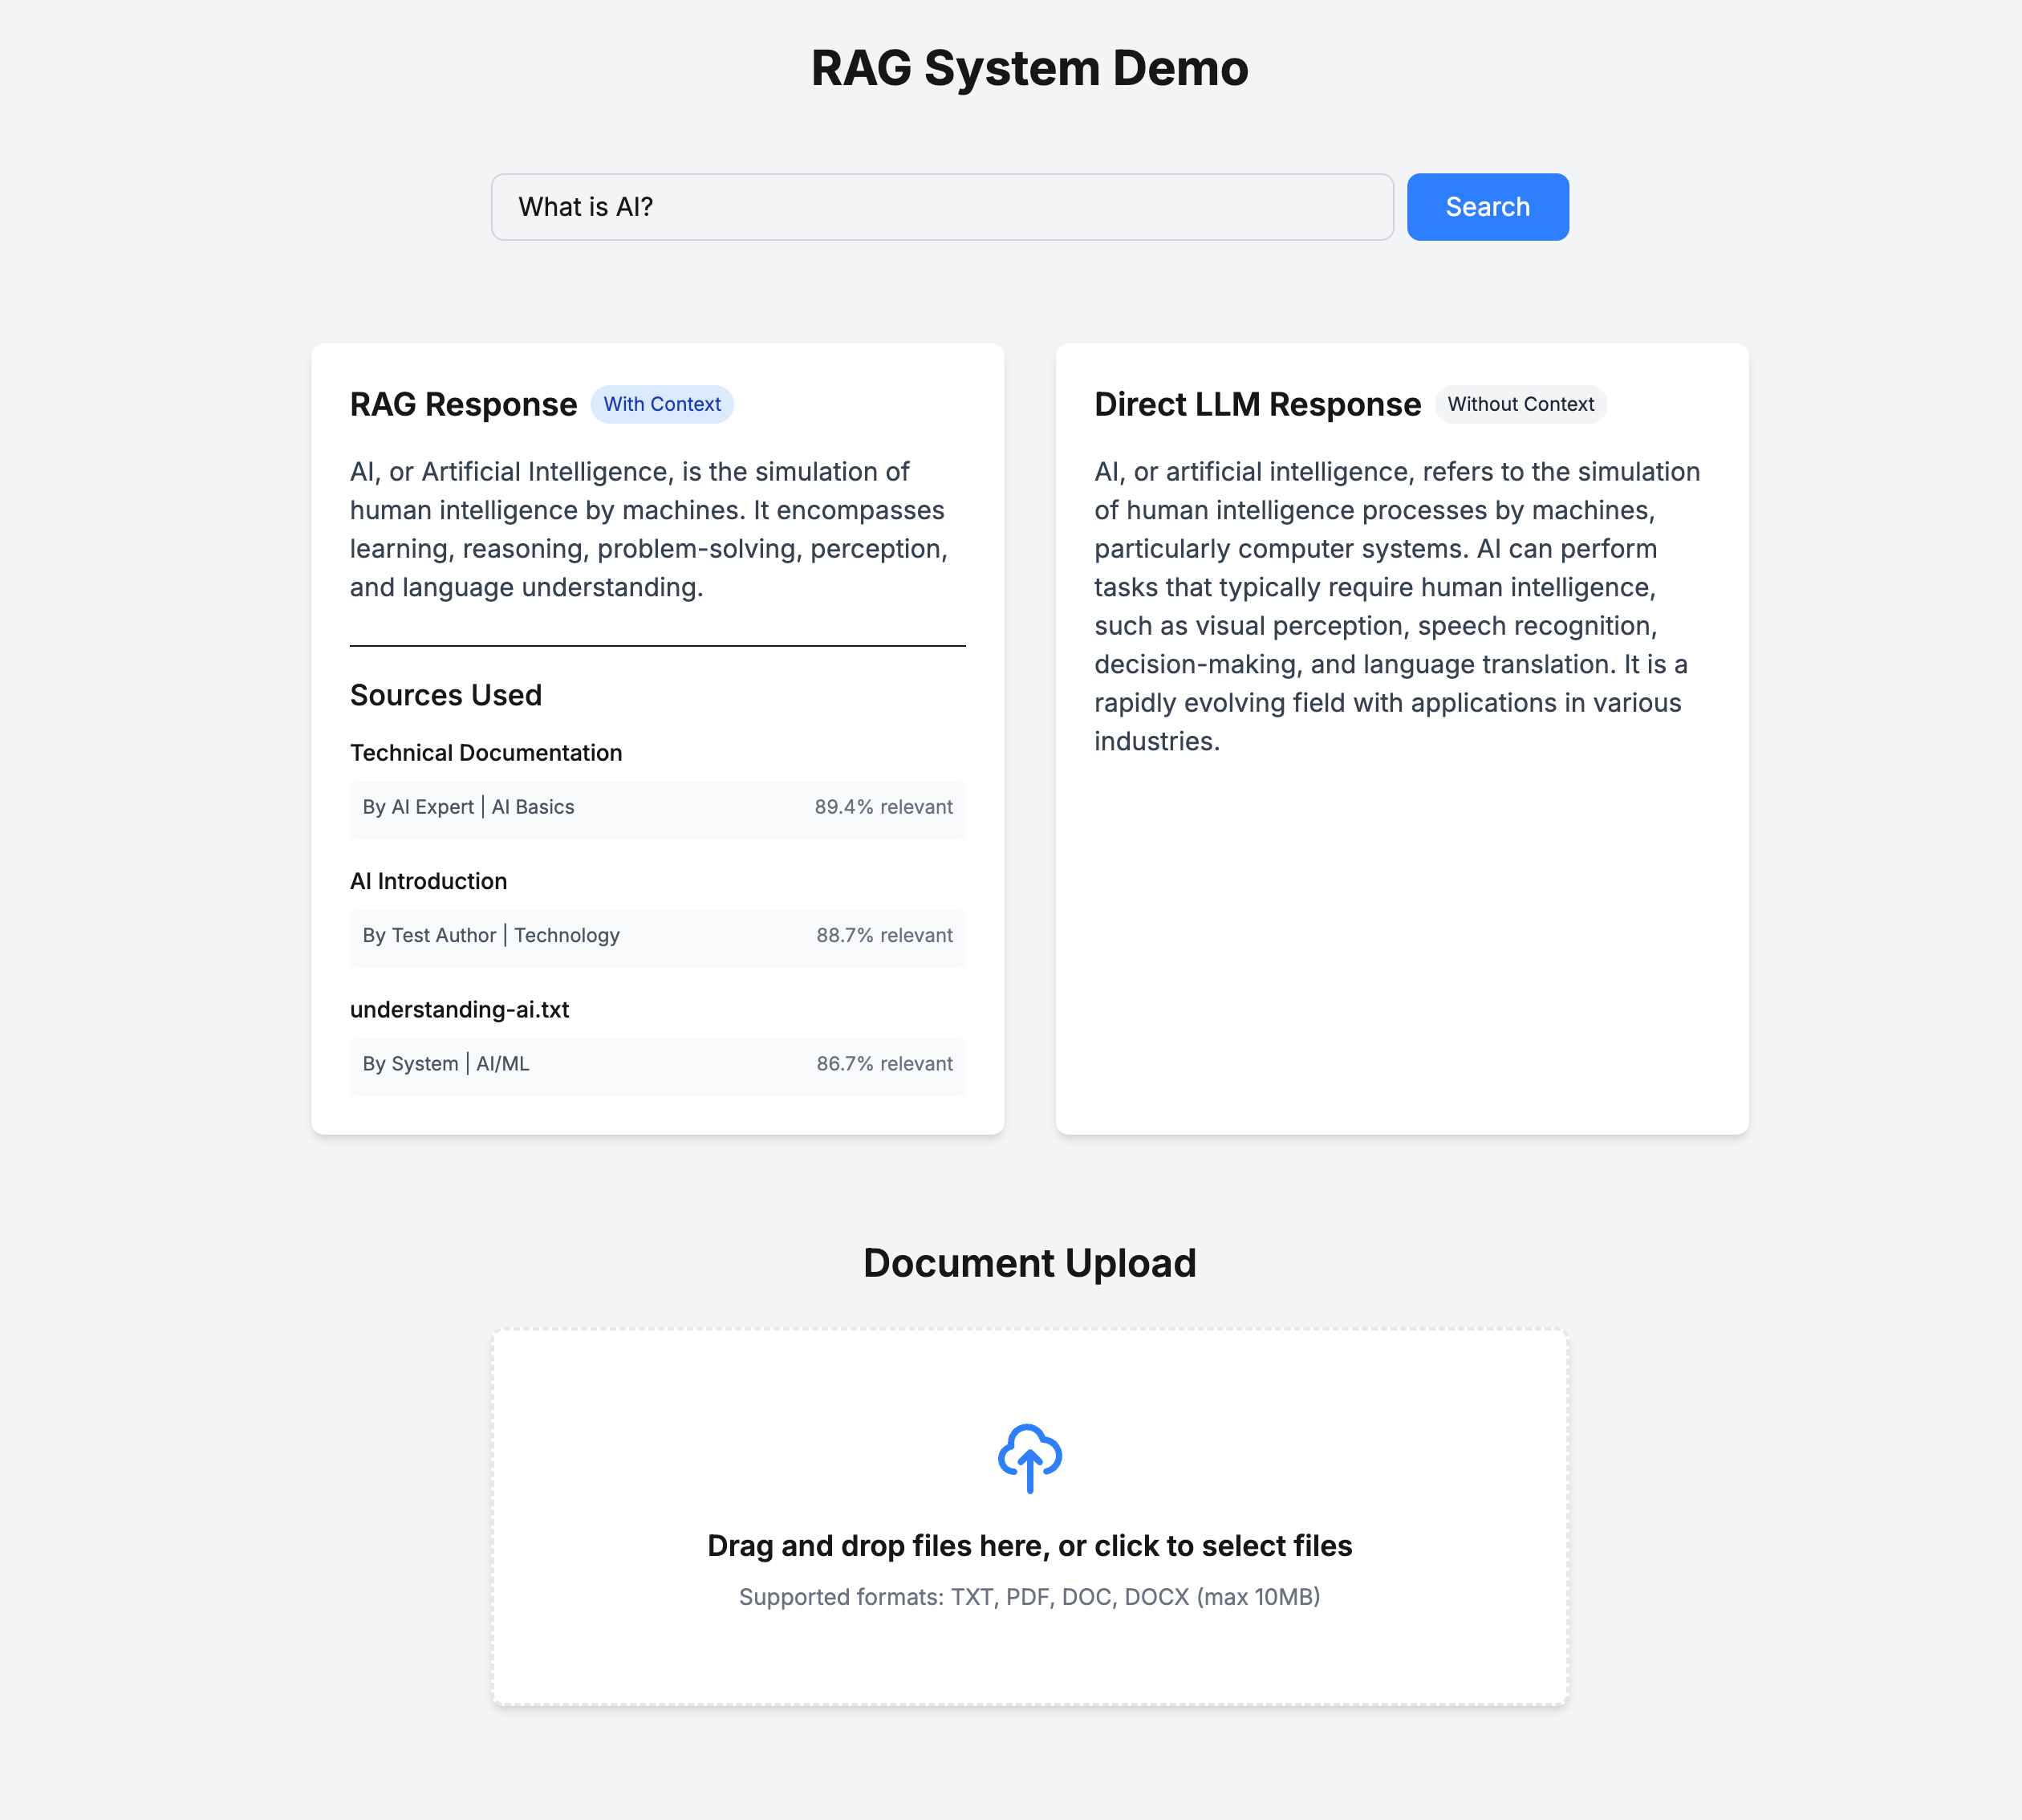 RAG System Demo
What is AI?
Search
RAG Response
With Context
AI, or Artificial Intelligence, is the simulation of
human intelligence by machines. It encompasses
learning, reasoning, problem-solving, perception,
and language understanding.
Sources Used
Technical Documentation
By AI Expert | AI Basics
89.4% relevant
AI Introduction
By Test Author | Technology
88.7% relevant
understanding-ai.txt
By System | AI/ML
86.7% relevant
Direct LLM Response
Without Context
AI, or artificial intelligence, refers to the simulation
of human intelligence processes by machines,
particularly computer systems. AI can perform
tasks that typically require human intelligence,
such as visual perception, speech recognition,
decision-making, and language translation. It is a
rapidly evolving field with applications in various
industries.
Document Upload
Drag and drop files here, or click to select files
Supported formats: TXT, PDF, DOC, DOCX (max 10MB)